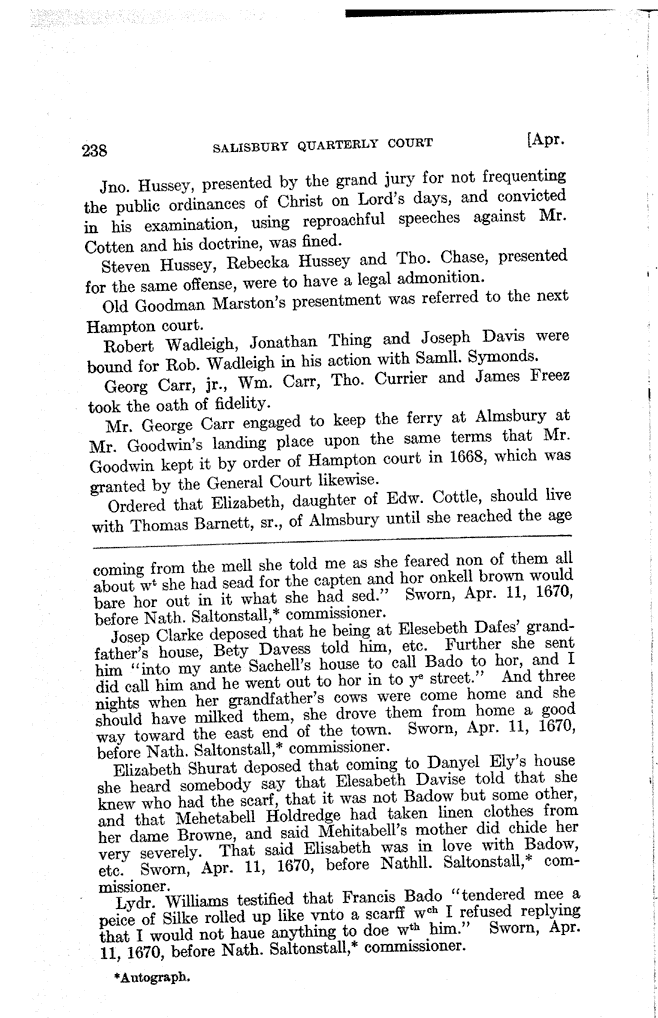 238 SALISBURY QUARTERLY COURT [Apr.
Jno. Hussey, presented by the grand jury for not frequenting
the public ordinances of Christ on Lord's days, and convicted
in his examination, using reproachful speeches against Mr.
Cotten and his doctrine, was fined.
Steven Hussey, Rebecka Hussey and Tho. Chase, presented
for the same offense, were to have a legal admonition.
Old Goodman Marston's presentment was referred to the next
Hampton court.
Robert Wadleigh, Jonathan Thing and Joseph Davis were
bound for Rob. Wadleigh in his action with Samll. Symonds.
Georg Carr, jr., Wm. Carr, Tho. Currier and James Freez
took the oath of fidelity.
Mr. George Carr engaged to keep the ferry at Almsbury at
Mr. Goodwin's landing place upon the same terms that Mr.
Goodwin kept it by order of Hampton court in 1668, which was
granted by the General Court likewise.
Ordered that Elizabeth, daughter of Edw. Cottle, should live
with Thomas Barnett, sr., of Almsbury until she reached the age
coming from the mell she told me as she feared non of them all
about wᵗ she had sead for the capten and hor onkell brown would
bare hor out in it what she had sed." Sworn, Apr. 11, 1670,
before Nath. Saltonstall,* commissioner.
Josep Clarke deposed that he being at Elesebeth Dafes' grand-
father's house, Bety Davess told him, etc. Further she sent
him "into my ante Sachell's house to call Bado to hor, and I
did call him and he went out to hor in to yᵉ street." And three
nights when her grandfather's cows were come home and she
should have milked them, she drove them from home a good
way toward the east end of the town. Sworn, Apr. 11, 1670,
before Nath. Saltonstall,* commissioner.
Elizabeth Shurat deposed that coming to Danyel Ely's house
she heard somebody say that Elesabeth Davise told that she
knew who had the scarf, that it was not Badow but some other,
and that Mehetabell Holdredge had taken linen clothes from
her dame Browne, and said Mehitabell's mother did chide her
very severely. That said Elisabeth was in love with Badow,
etc. Sworn, Apr. 11, 1670, before Nathll. Saltonstall,* com-
missioner.
Lydr. Williams testified that Francis Bado "tendered mee a
peice of Silke rolled up like vnto a scarff wᶜʰ I refused replying
that I would not haue anything to doe wᵗʰ him." Sworn, Apr.
11, 1670, before Nath. Saltonstall,* commissioner.
*Autograph.